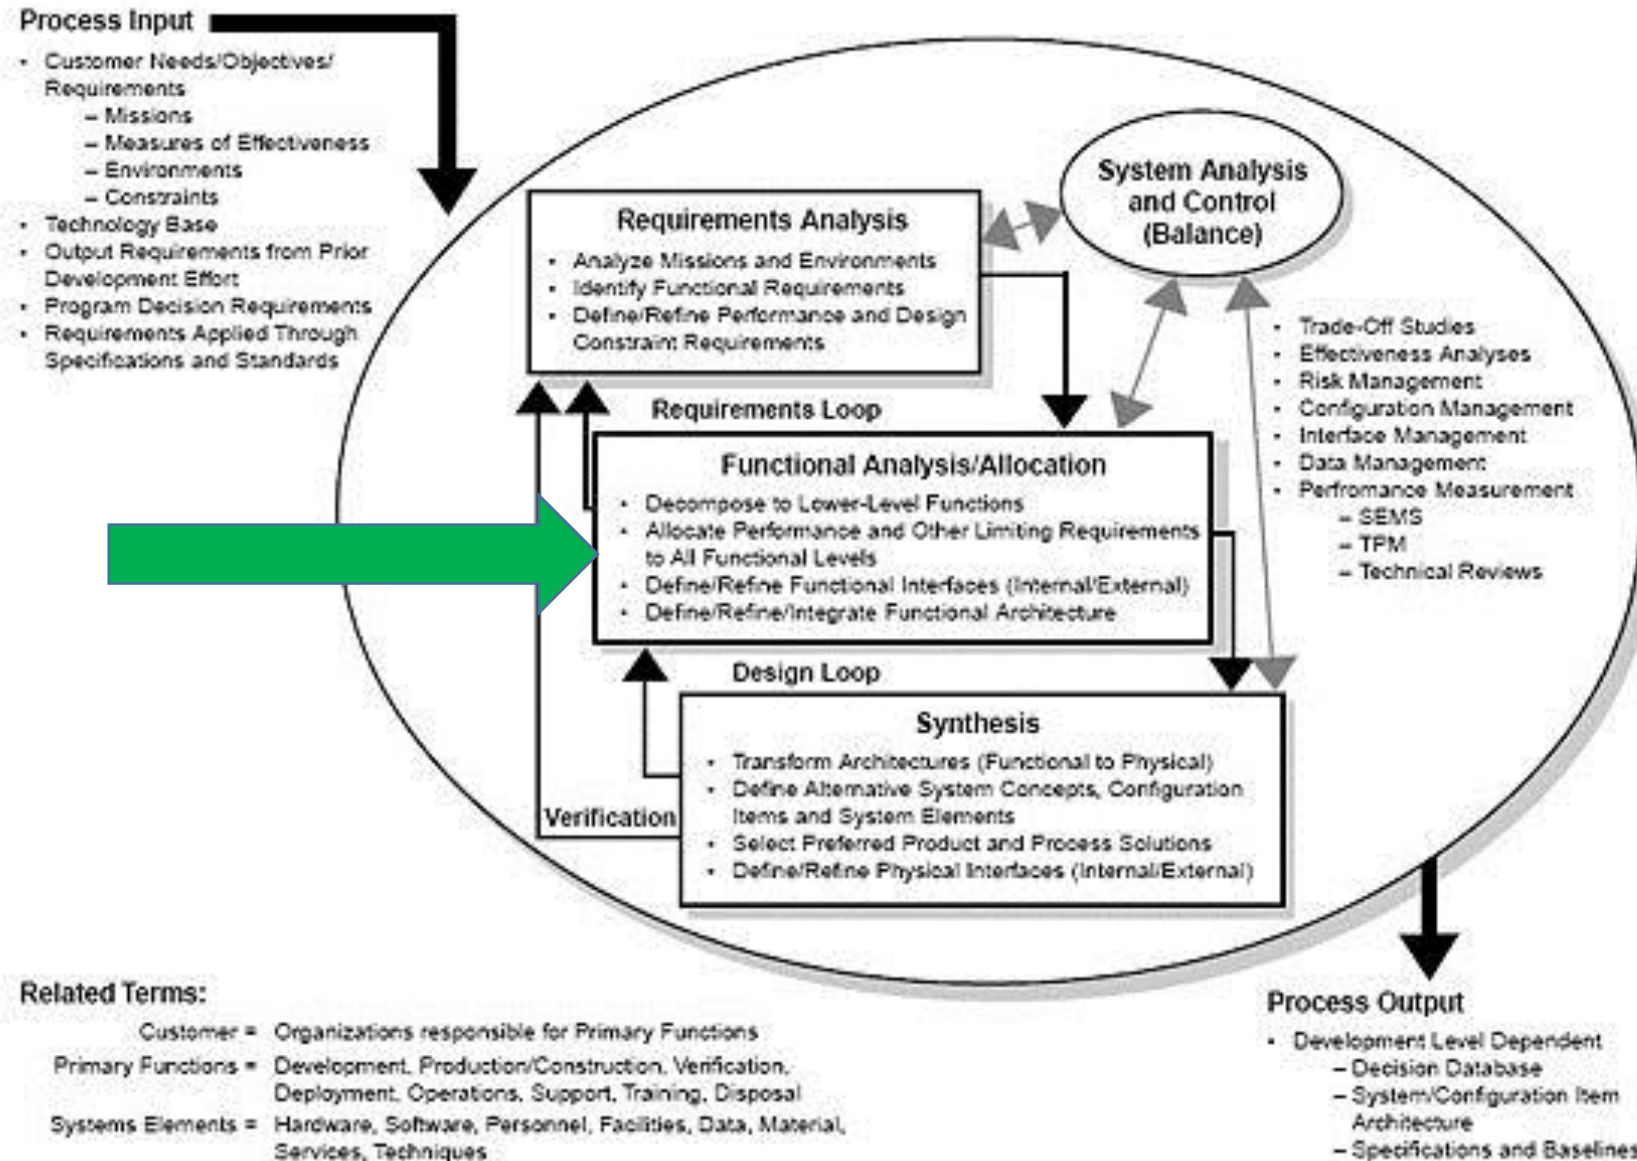 Process Input
• Customer Needs/Objectives/
Requirements
– Missions
– Measures of Effectiveness
– Environments
– Constraints
• Technology Base
• Output Requirements from Prior
Development Effort
• Program Decision Requirements
• Requirements Applied Through
Specifications and Standards
System Analysis
and Control
(Balance)
Requirements Analysis
• Analyze Missions and Environments
• Identify Functional Requirements
• Define/Refine Performance and Design
Constraint Requirements
• Trade-Off Studies
• Effectiveness Analyses
• Risk Management
• Configuration Management
• Interface Management
• Data Management
• Perfromance Measurement
– SEMS
– TPM
– Technical Reviews
Requirements Loop
Functional Analysis/Allocation
• Decompose to Lower-Level Functions
• Allocate Performance and Other Limiting Requirements
to All Functional Levels
• Define/Refine Functional Interfaces (Internal/External)
• Define/Refine/Integrate Functional Architecture
Design Loop
Synthesis
• Transform Architectures (Functional to Physical)
• Define Alternative System Concepts, Configuration
Items and System Elements
• Select Preferred Product and Process Solutions
• Define/Refine Physical Interfaces (Internal/External)
Verification
Related Terms:
Customer = Organizations responsible for Primary Functions
Primary Functions = Development, Production/Construction, Verification,
Deployment, Operations, Support, Training, Disposal
Systems Elements = Hardware, Software, Personnel, Facilities, Data, Material,
Services, Techniques
Process Output
• Development Level Dependent
– Decision Database
– System/Configuration Item
Architecture
– Specifications and Baselines